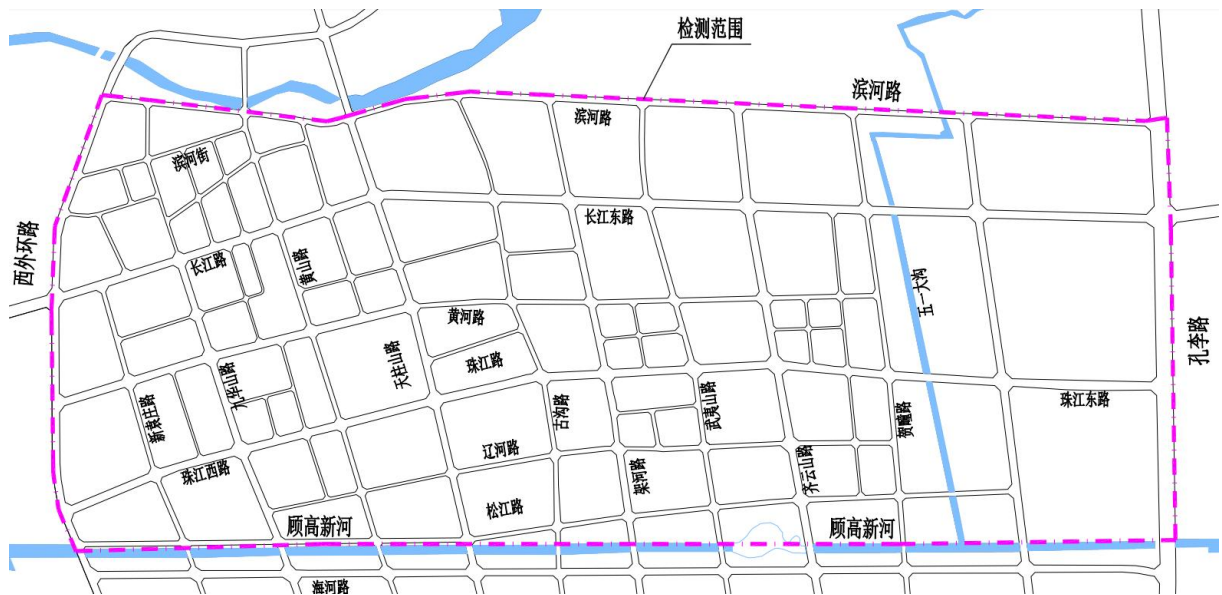 检测范围
滨河路
滨河路
滨河街
长江东路
西外环路
长江路
黄山路
五一大沟
黄河路
孔李路
天柱山路
珠江路
九华山路
珠江东路
新袁庄路
古沟路
武夷山路
贺疃路
辽河路
珠江西路
架河路
齐云山路
松江路
顾高新河
顾高新河
海河路